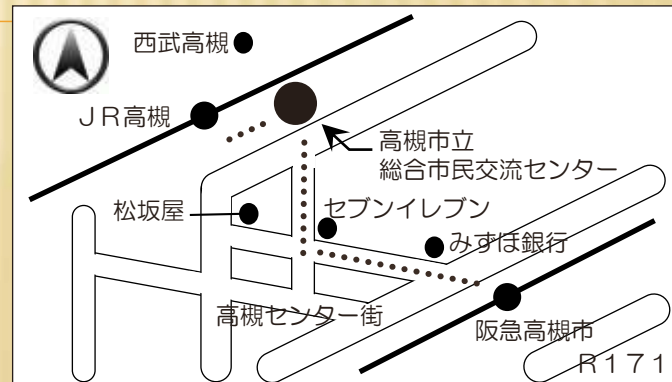 西武高槻
JR高槻
高槻市立
総合市民交流センター
松坂屋
セブンイレブン
みずほ銀行
高槻センター街
阪急高槻市
R171